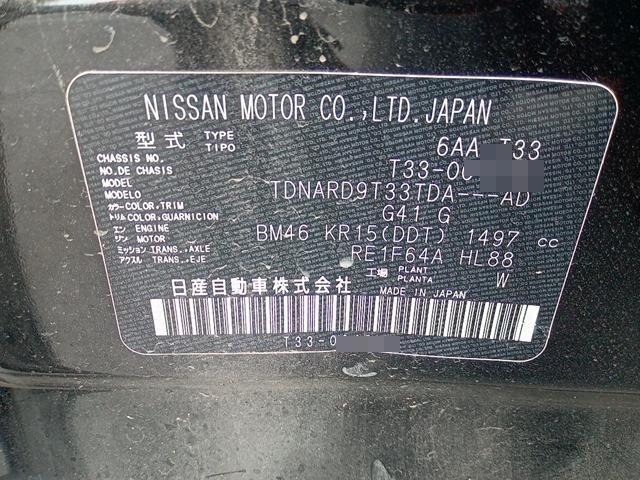 NISSAN MOTOR CO.,LTD.JAPAN
型式 TYPE TIPO 6AA-T33
CHASSIS NO. NO.DE CHASIS T33-00
MODEL MODELO TDNARD9T33TDA---AD
カラー COLOR,TRIM トリム COLOR,GUARNICION G41 G
エンジン ENGINE MOTOR BM46 KR15(DDT) 1497 cc
ミッション TRANS.,AXLE アクスル TRANS.,EJE RE1F64A HL88
工場 PLANT PLANTA W
日産自動車株式会社 MADE IN JAPAN
T33-0